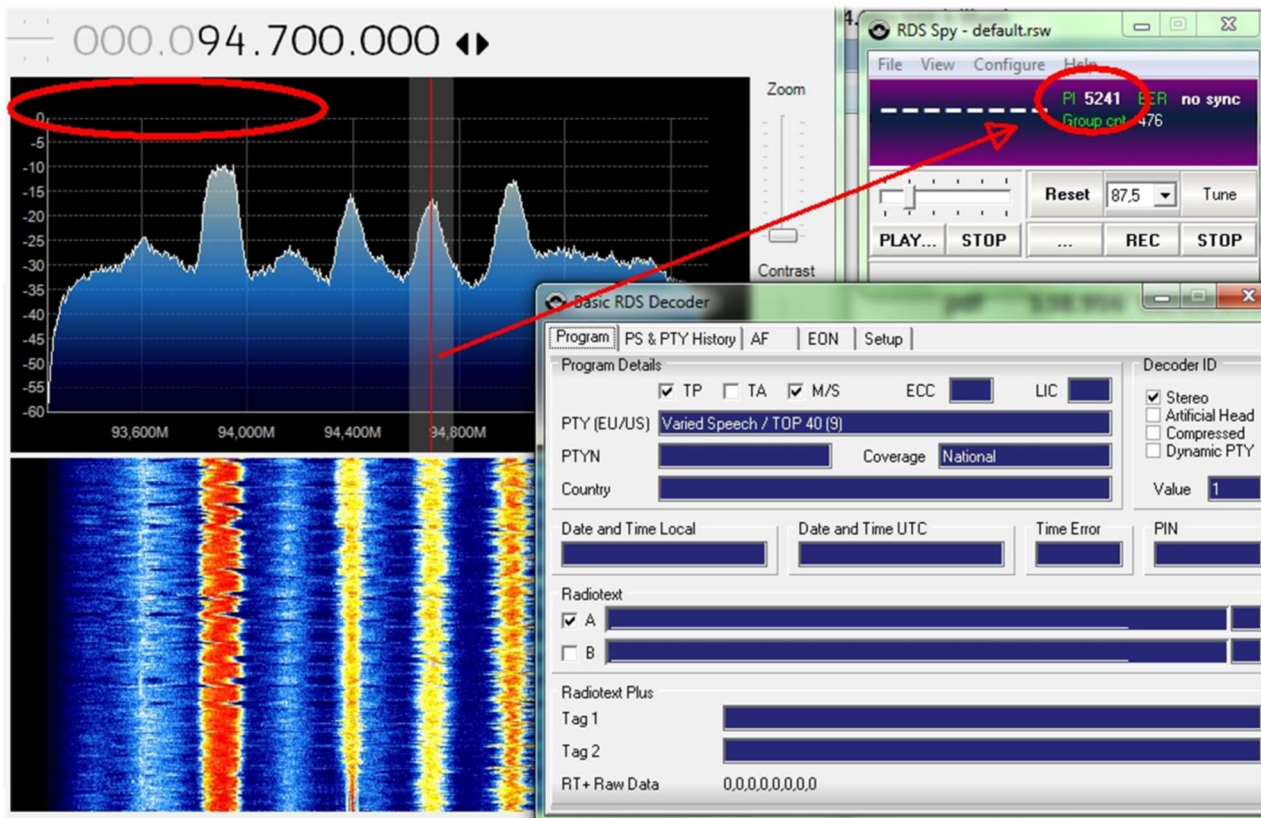 000.094.700.000
0
-5
-10
-15
-20
-25
-30
-35
-40
-45
-50
-55
-60
93,600M 94,000M 94,400M 94,800M
Zoom
Contrast
RDS Spy - default.rsw
File View Configure Help
PI 5241 BER no sync
Group cnt 476
Reset 87,5 Tune
PLAY... STOP ... REC STOP
Basic RDS Decoder
Program PS & PTY History AF EON Setup
Program Details
TP TA M/S ECC LIC
PTY (EU/US) Varied Speech / TOP 40 (9)
PTYN Coverage National
Country
Decoder ID
Stereo
Artificial Head
Compressed
Dynamic PTY
Value 1
Date and Time Local Date and Time UTC Time Error PIN
Radiotext
A
B
Radiotext Plus
Tag 1
Tag 2
RT+ Raw Data 0,0,0,0,0,0,0,0